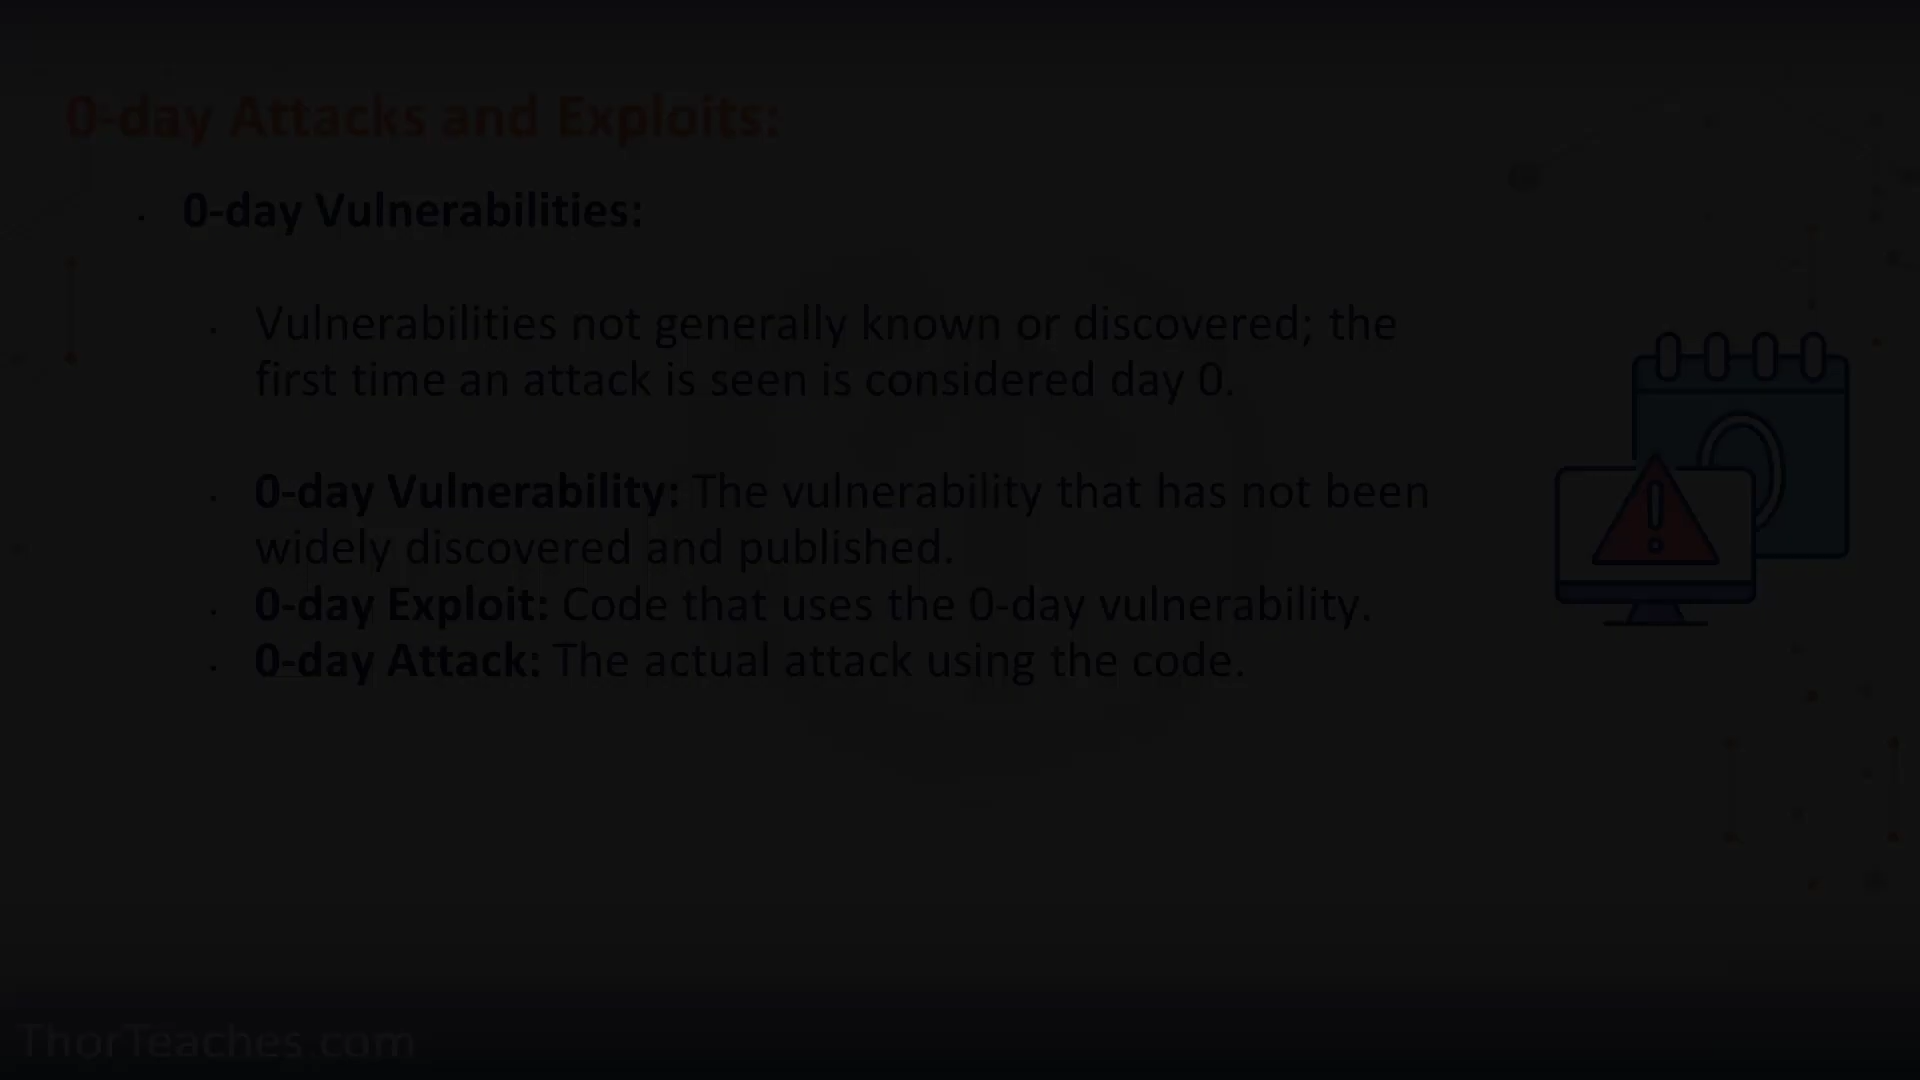 0-day Attacks and Exploits:
0-day Vulnerabilities:
Vulnerabilities not generally known or discovered; the
first time an attack is seen is considered day 0.
0-day Vulnerability: The vulnerability that has not been
widely discovered and published.
0-day Exploit: Code that uses the 0-day vulnerability.
0-day Attack: The actual attack using the code.
ThorTeaches.com